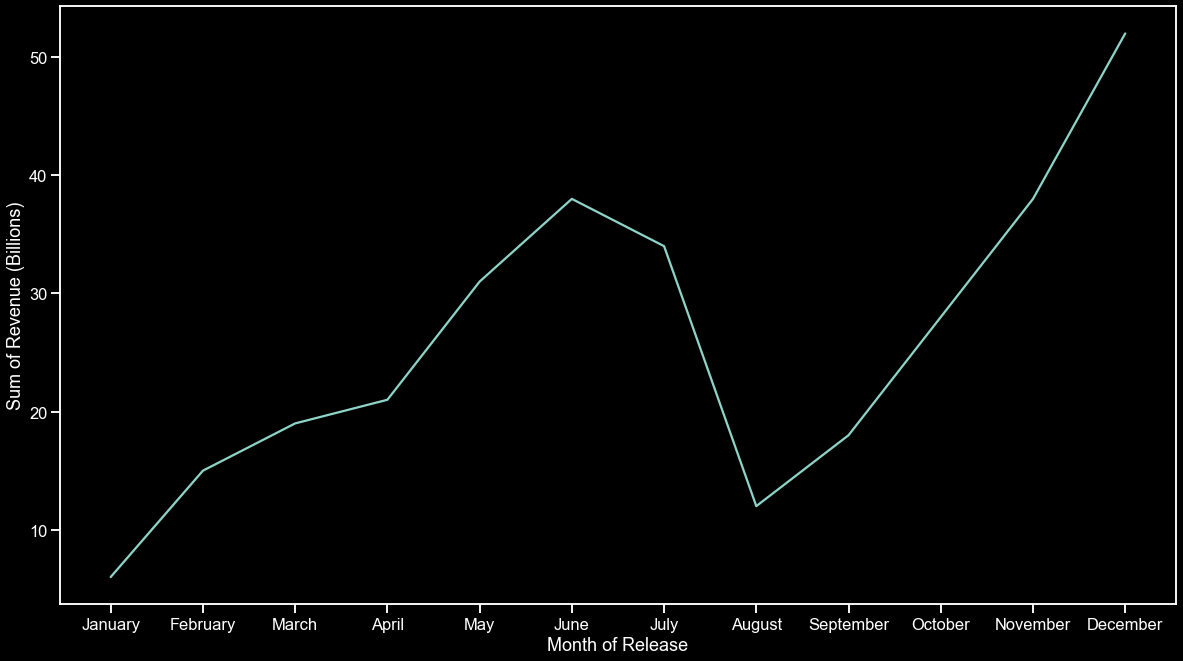 Sum of Revenue (Billions)
50
40
30
20
10
January February March April May June July August September October November December
Month of Release